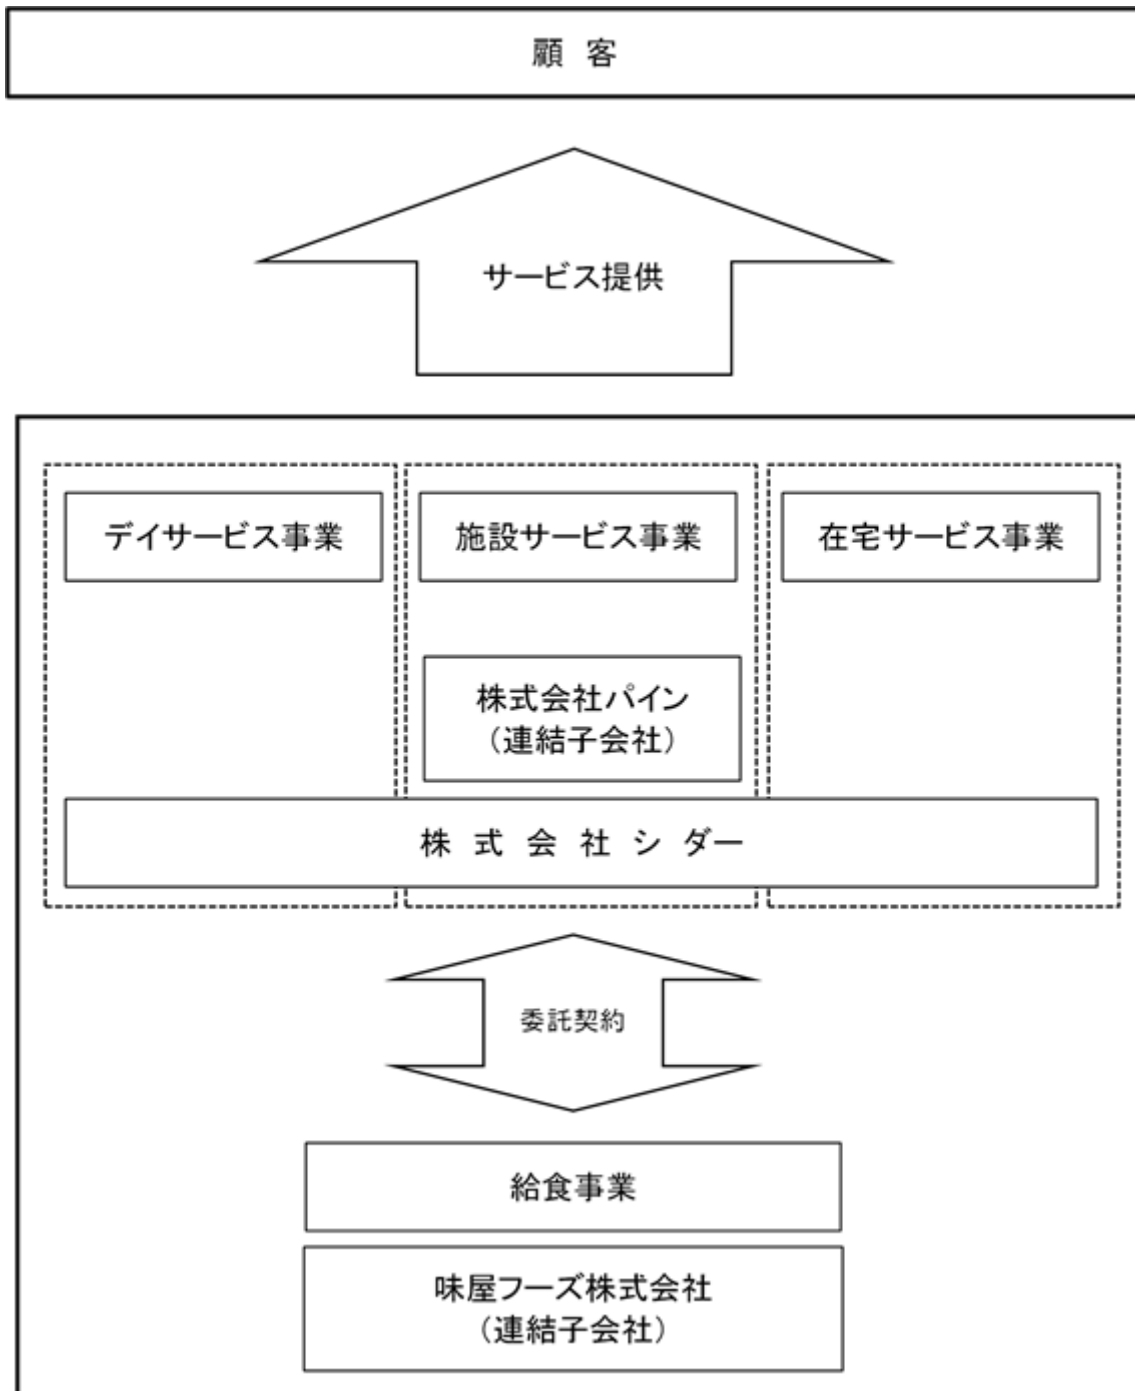 顧 客
サービス提供
デイサービス事業
施設サービス事業
在宅サービス事業
株式会社パイン
（連結子会社）
株 式 会 社 シ ダー
委託契約
給食事業
味屋フーズ株式会社
（連結子会社）